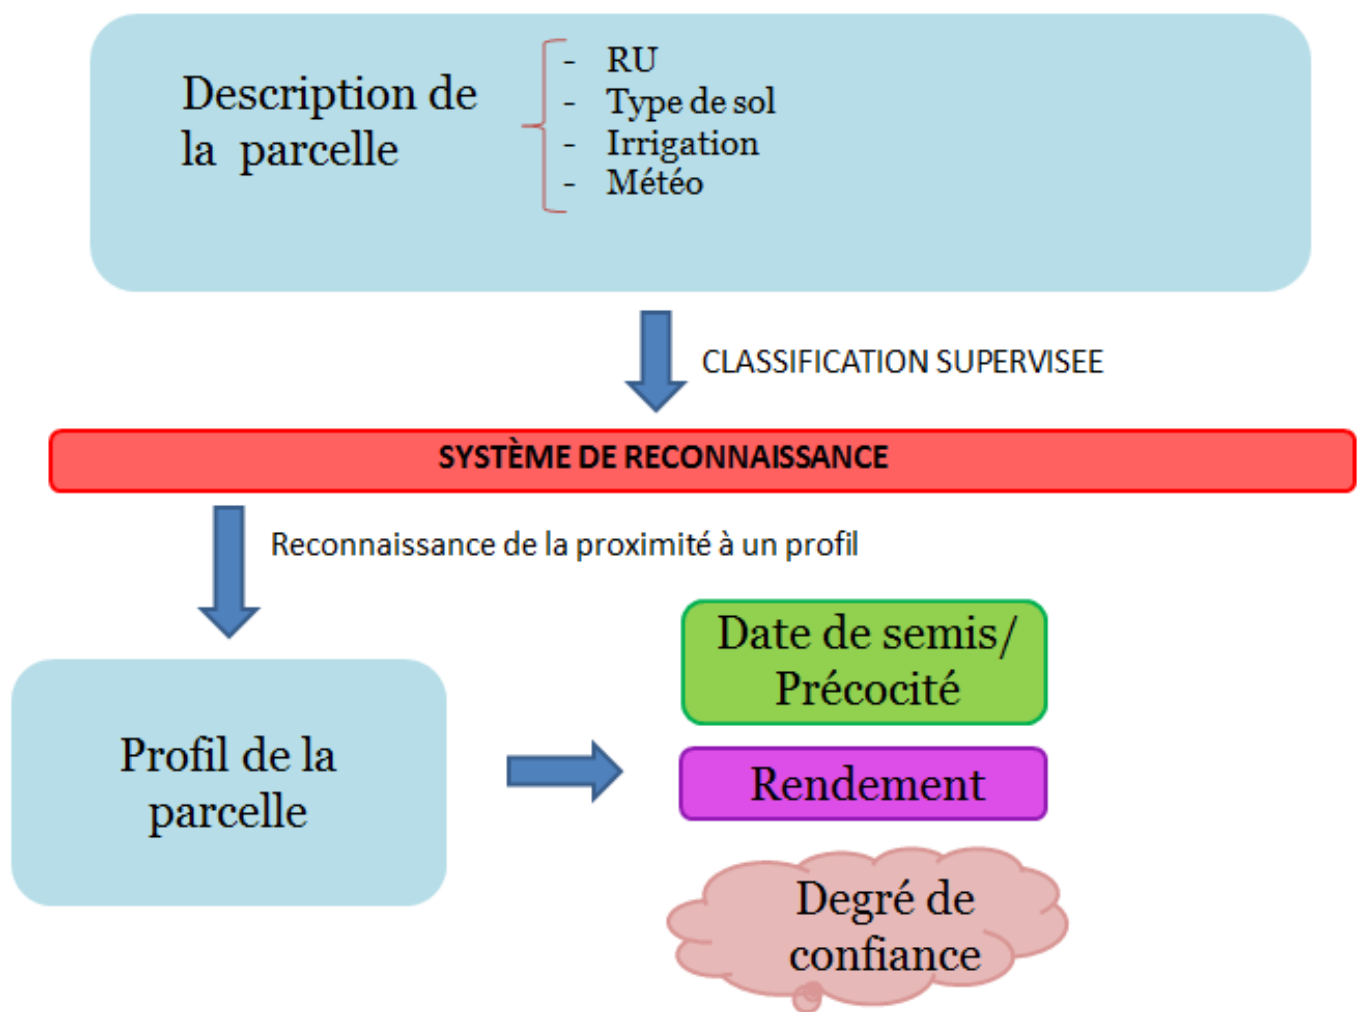 Description de
la parcelle
- RU
- Type de sol
- Irrigation
- Météo
CLASSIFICATION SUPERVISEE
SYSTÈME DE RECONNAISSANCE
Reconnaissance de la proximité à un profil
Profil de la
parcelle
Date de semis/
Précocité
Rendement
Degré de
confiance